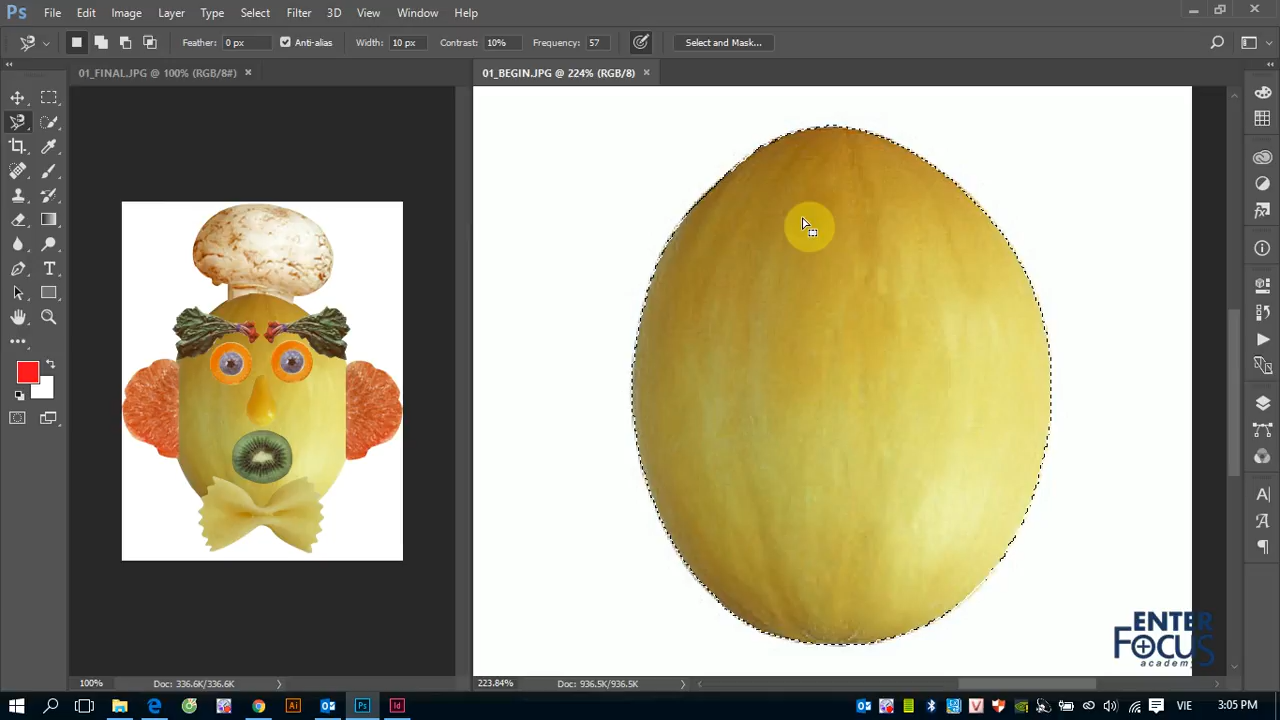 Ps File Edit Image Layer Type Select Filter 3D View Window Help
Feather: 0 px Anti-alias Width: 10 px Contrast: 10% Frequency: 57 Select and Mask...
01_FINAL.JPG @ 100% (RGB/8#) × 01_BEGIN.JPG @ 224% (RGB/8) ×
ENTER
FOCUS
academy
100% Doc: 336.6K/336.6K 223.84% Doc: 936.5K/936.5K
Ai Ps Id VIE 3:05 PM